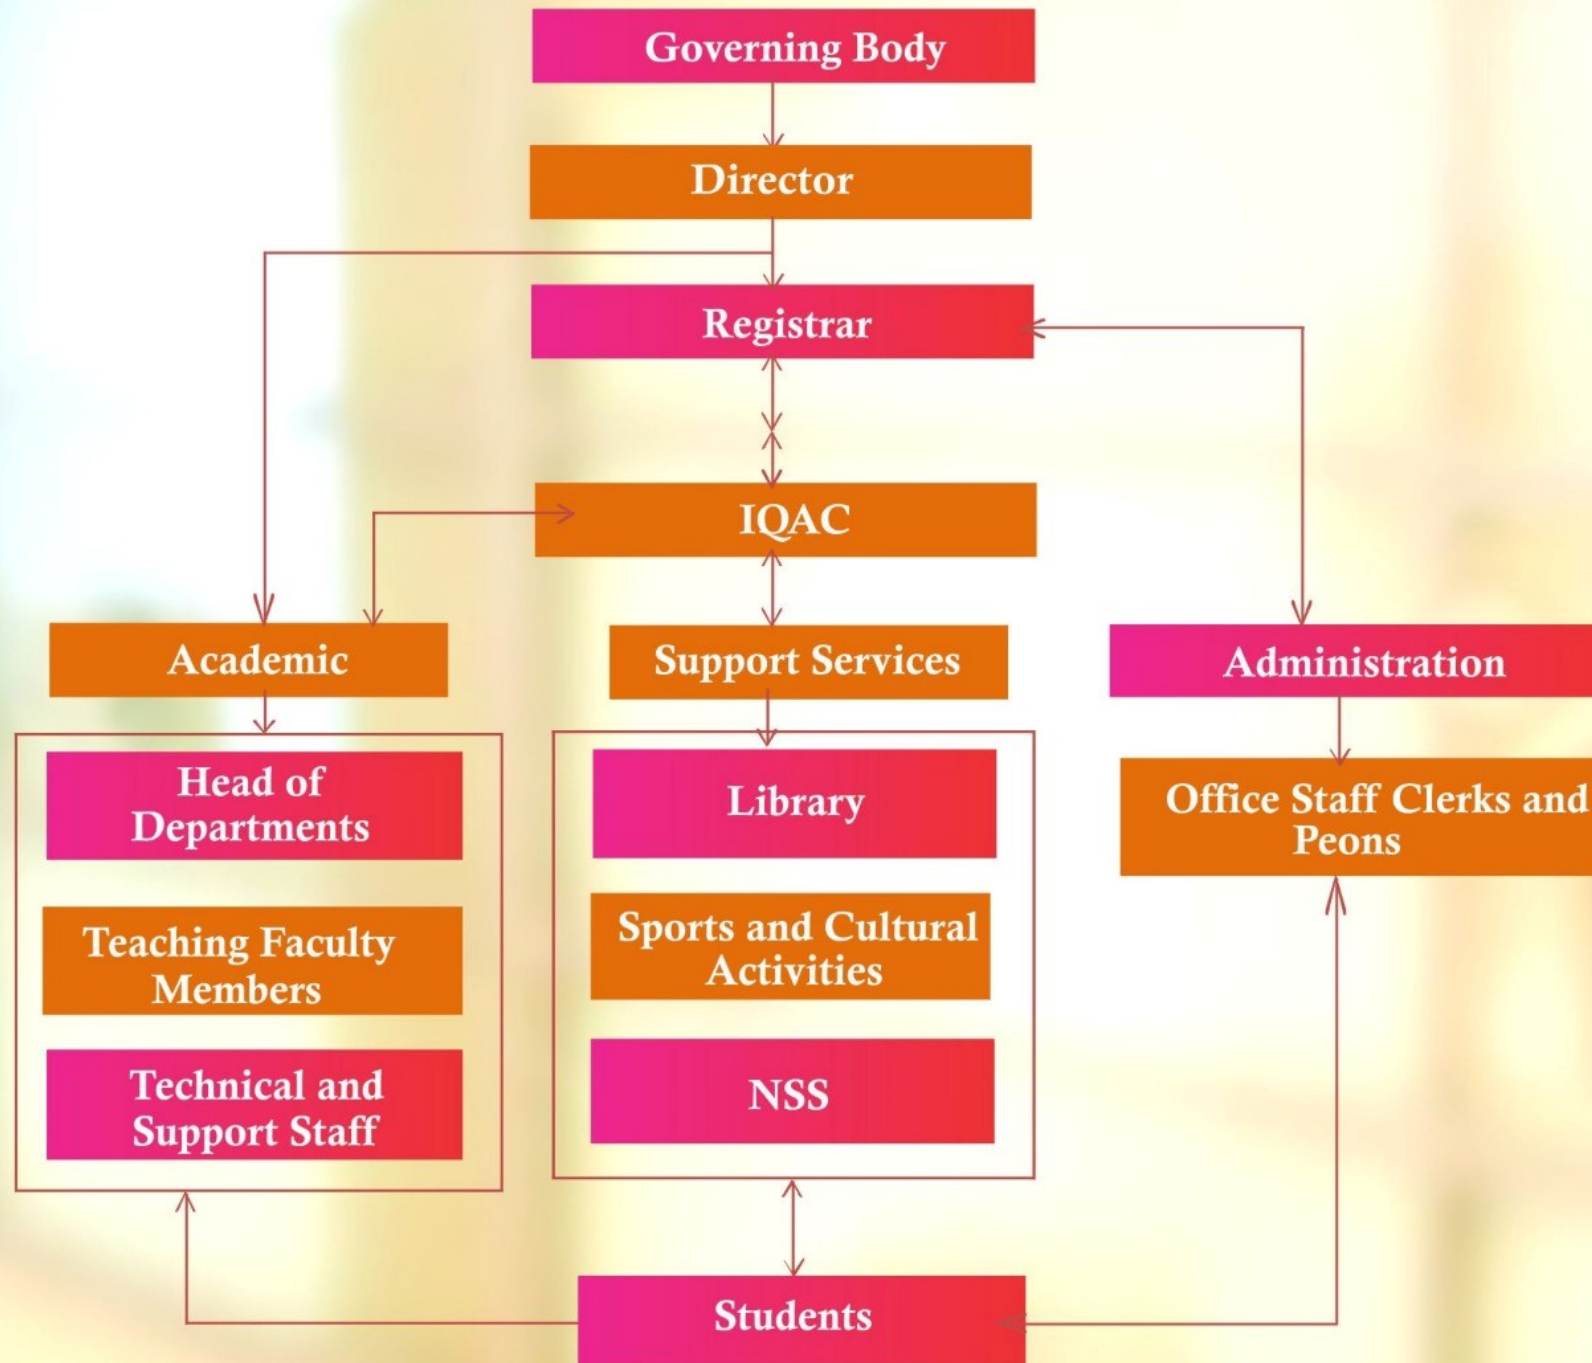 Governing Body
Director
Registrar
IQAC
Academic
Support Services
Administration
Head of
Departments
Teaching Faculty
Members
Technical and
Support Staff
Library
Sports and Cultural
Activities
NSS
Office Staff Clerks and
Peons
Students